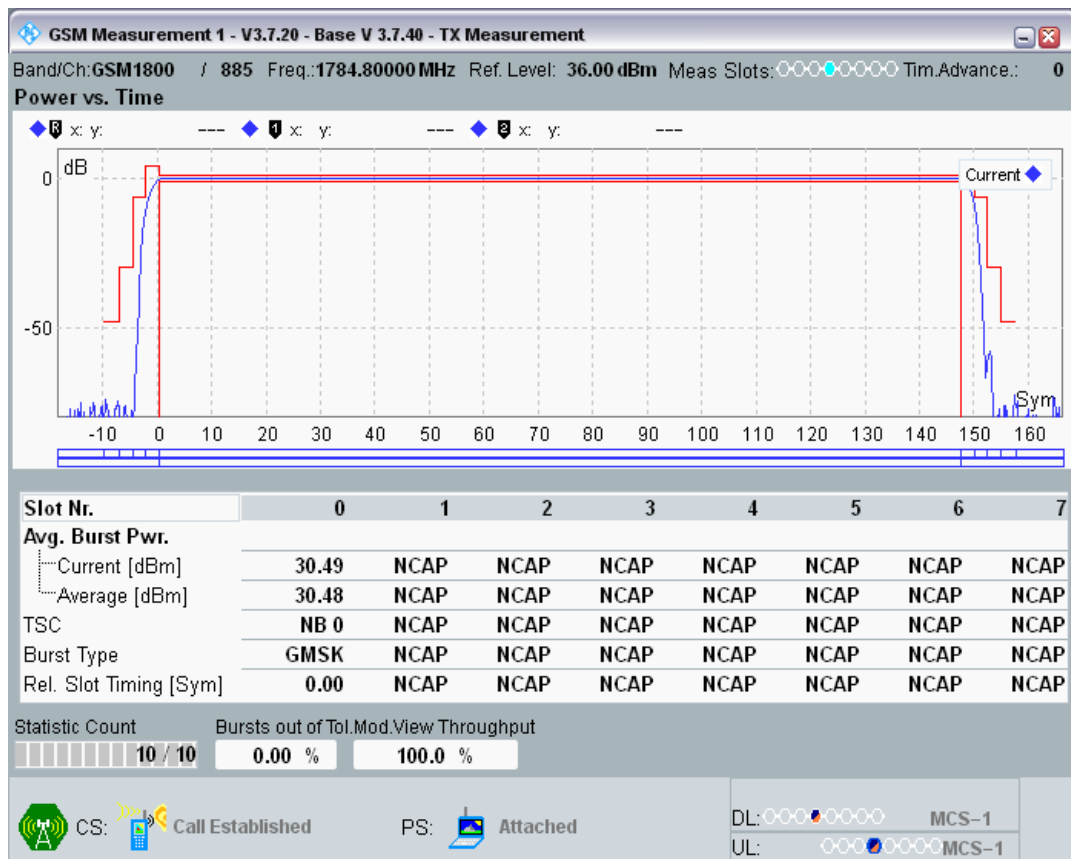 GSM Measurement 1 - V3.7.20 - Base V 3.7.40 - TX Measurement
Band/Ch:GSM1800 / 885 Freq.:1784.80000 MHz Ref. Level: 36.00 dBm Meas Slots: Tim.Advance.: 0
Power vs. Time
R x: y: --- 1 x: y: --- 2 x: y: ---
dB
0
Current
-50
Sym
-10 0 10 20 30 40 50 60 70 80 90 100 110 120 130 140 150 160
Slot Nr. 0 1 2 3 4 5 6 7
Avg. Burst Pwr.
Current [dBm] 30.49 NCAP NCAP NCAP NCAP NCAP NCAP NCAP
Average [dBm] 30.48 NCAP NCAP NCAP NCAP NCAP NCAP NCAP
TSC NB 0 NCAP NCAP NCAP NCAP NCAP NCAP NCAP
Burst Type GMSK NCAP NCAP NCAP NCAP NCAP NCAP NCAP
Rel. Slot Timing [Sym] 0.00 NCAP NCAP NCAP NCAP NCAP NCAP NCAP
Statistic Count Bursts out of Tol.Mod.View Throughput
10 / 10 0.00 % 100.0 %
CS: Call Established PS: Attached DL: MCS-1
UL: MCS-1